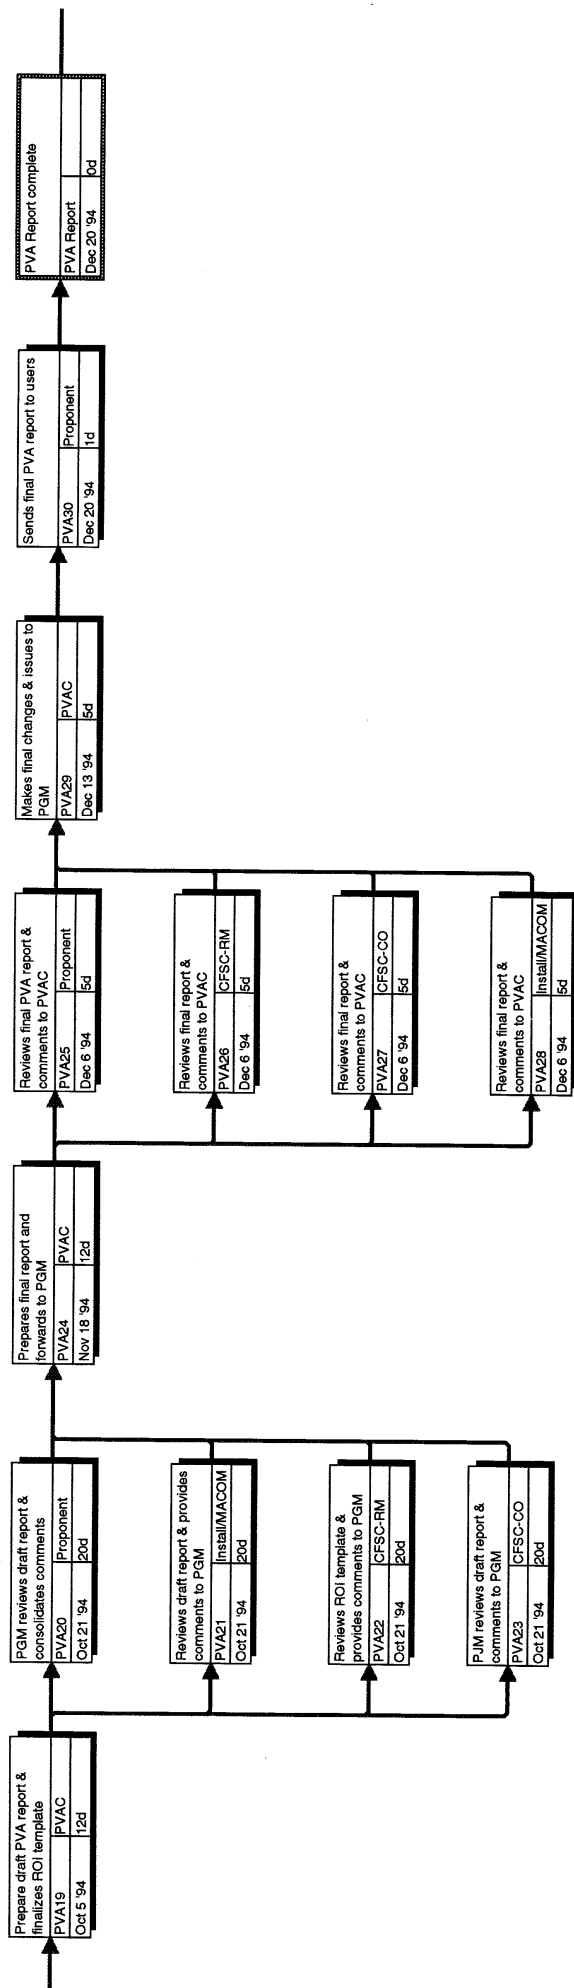 Prepare draft PVA report &
finalizes ROI template
PVA19 PVAC
Oct 5 '94 12d
PGM reviews draft report &
consolidates comments
PVA20 Proponent
Oct 21 '94 20d
Reviews draft report & provides
comments to PGM
PVA21 Install/MACOM
Oct 21 '94 20d
Reviews ROI template &
provides comments to PGM
PVA22 CFSC-RM
Oct 21 '94 20d
PJM reviews draft report &
comments to PGM
PVA23 CFSC-CO
Oct 21 '94 20d
Prepares final report and
forwards to PGM
PVA24 PVAC
Nov 18 '94 12d
Reviews final PVA report &
comments to PVAC
PVA25 Proponent
Dec 6 '94 5d
Reviews final report &
comments to PVAC
PVA26 CFSC-RM
Dec 6 '94 5d
Reviews final report &
comments to PVAC
PVA27 CFSC-CO
Dec 6 '94 5d
Reviews final report &
comments to PVAC
PVA28 Install/MACOM
Dec 6 '94 5d
Makes final changes & issues to
PGM
PVA29 PVAC
Dec 13 '94 5d
Sends final PVA report to users
PVA30 Proponent
Dec 20 '94 1d
PVA Report complete
PVA Report
Dec 20 '94 0d